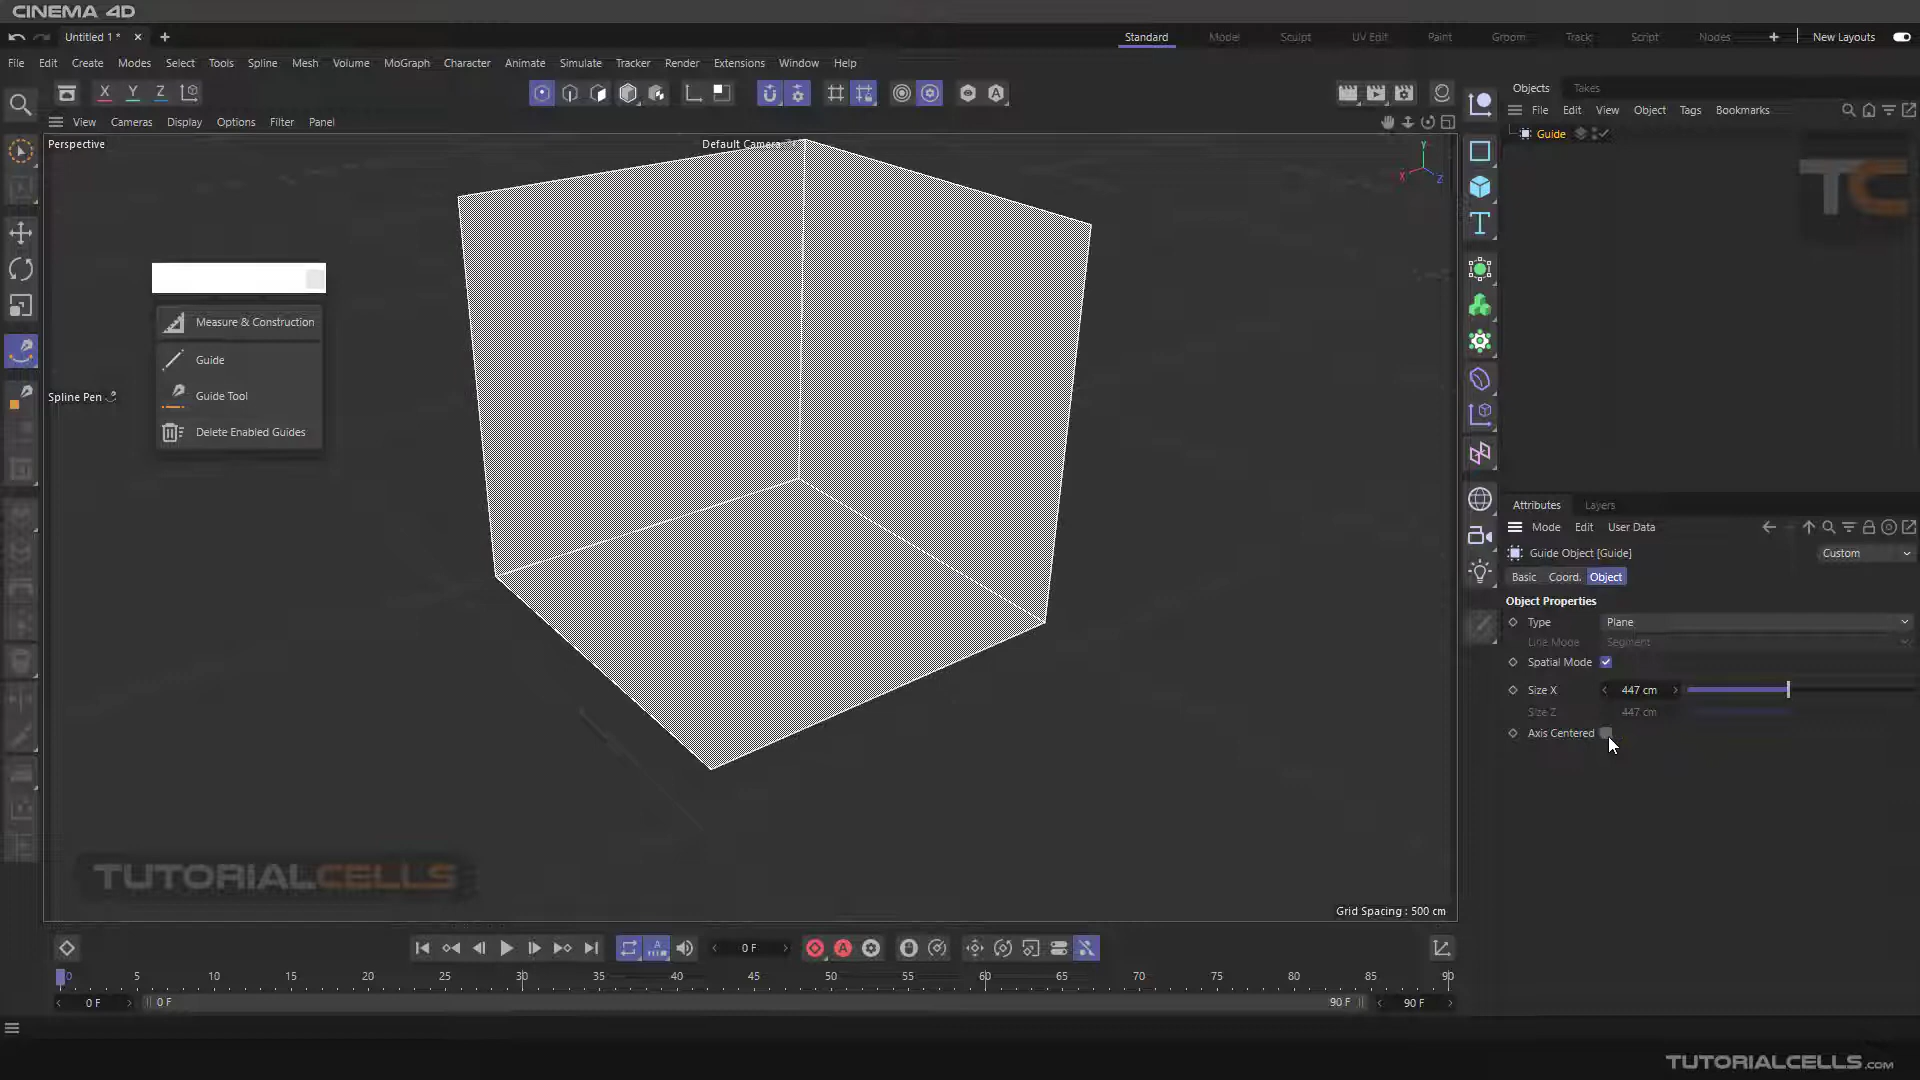 CINEMA 4D
Untitled 1 *
Standard
Model
Sculpt
UV Edit
Paint
Groom
Track
Script
Nodes
New Layouts
File Edit Create Modes Select Tools Spline Mesh Volume MoGraph Character Animate Simulate Tracker Render Extensions Window Help
X Y Z
Objects Takes
View Cameras Display Options Filter Panel
File Edit View Object Tags Bookmarks
Perspective
Default Camera
Y
X
Z
Guide
TC
Measure & Construction
Guide
Guide Tool
Delete Enabled Guides
Spline Pen
Attributes Layers
Mode Edit User Data
Guide Object [Guide]
Custom
Basic Coord. Object
Object Properties
Type Plane
Line Mode Segment
Spatial Mode
Size X 447 cm
Size Z 447 cm
Axis Centered
TUTORIALCELLS
Grid Spacing : 500 cm
0 F
0 5 10 15 20 25 30 35 40 45 50 55 60 65 70 75 80 85 90
0 F 0 F 90 F 90 F
TUTORIALCELLS.COM